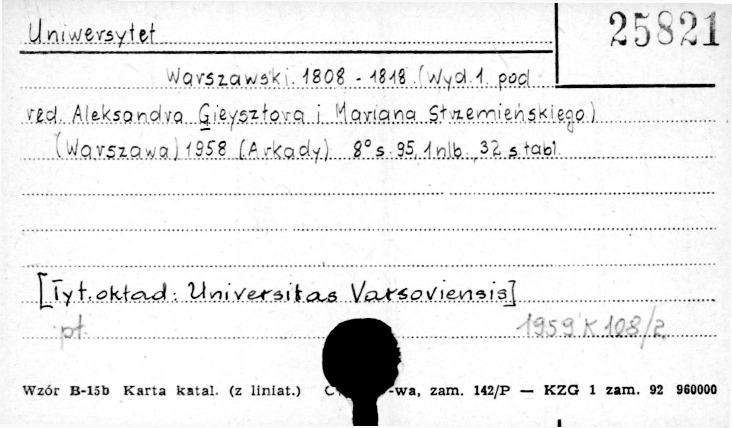 Uniwersytet 25821
Warszawski. 1808 - 1818. (Wyd. 1. pod
red. Aleksandra Gieysztora i Mariana Strzemieńskiego)
(Warszawa) 1958 (Arkady) 8° s. 95, 1 nlb., 32 s. tabl.
[Tyt. okład: Universitas Varsoviensis]
pł. 1959 K 108/2.
Wzór B-15b Karta katal. (z liniat.) -wa, zam. 142/P — KZG 1 zam. 92 960000